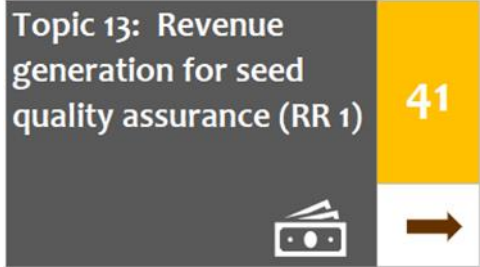 Topic 13: Revenue
generation for seed
quality assurance (RR 1)
41